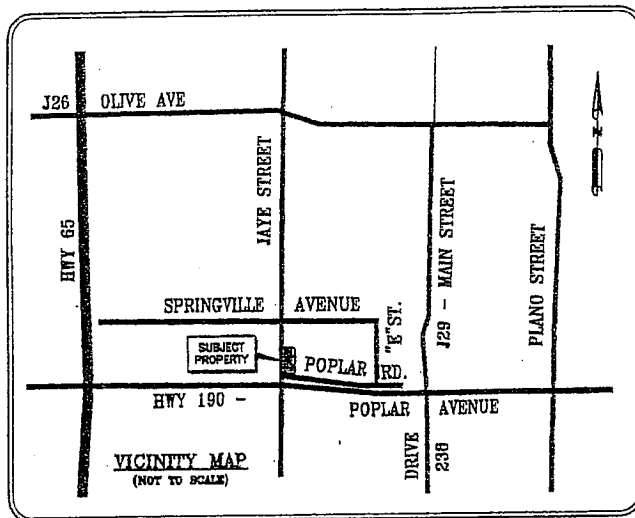 J26 OLIVE AVE
N
HWY 65
JAYE STREET
J29 - MAIN STREET
PLANO STREET
SPRINGVILLE AVENUE
"E" ST.
SUBJECT
PROPERTY
POPLAR RD.
HWY 190 -
POPLAR AVENUE
DRIVE 236
VICINITY MAP
(NOT TO SCALE)